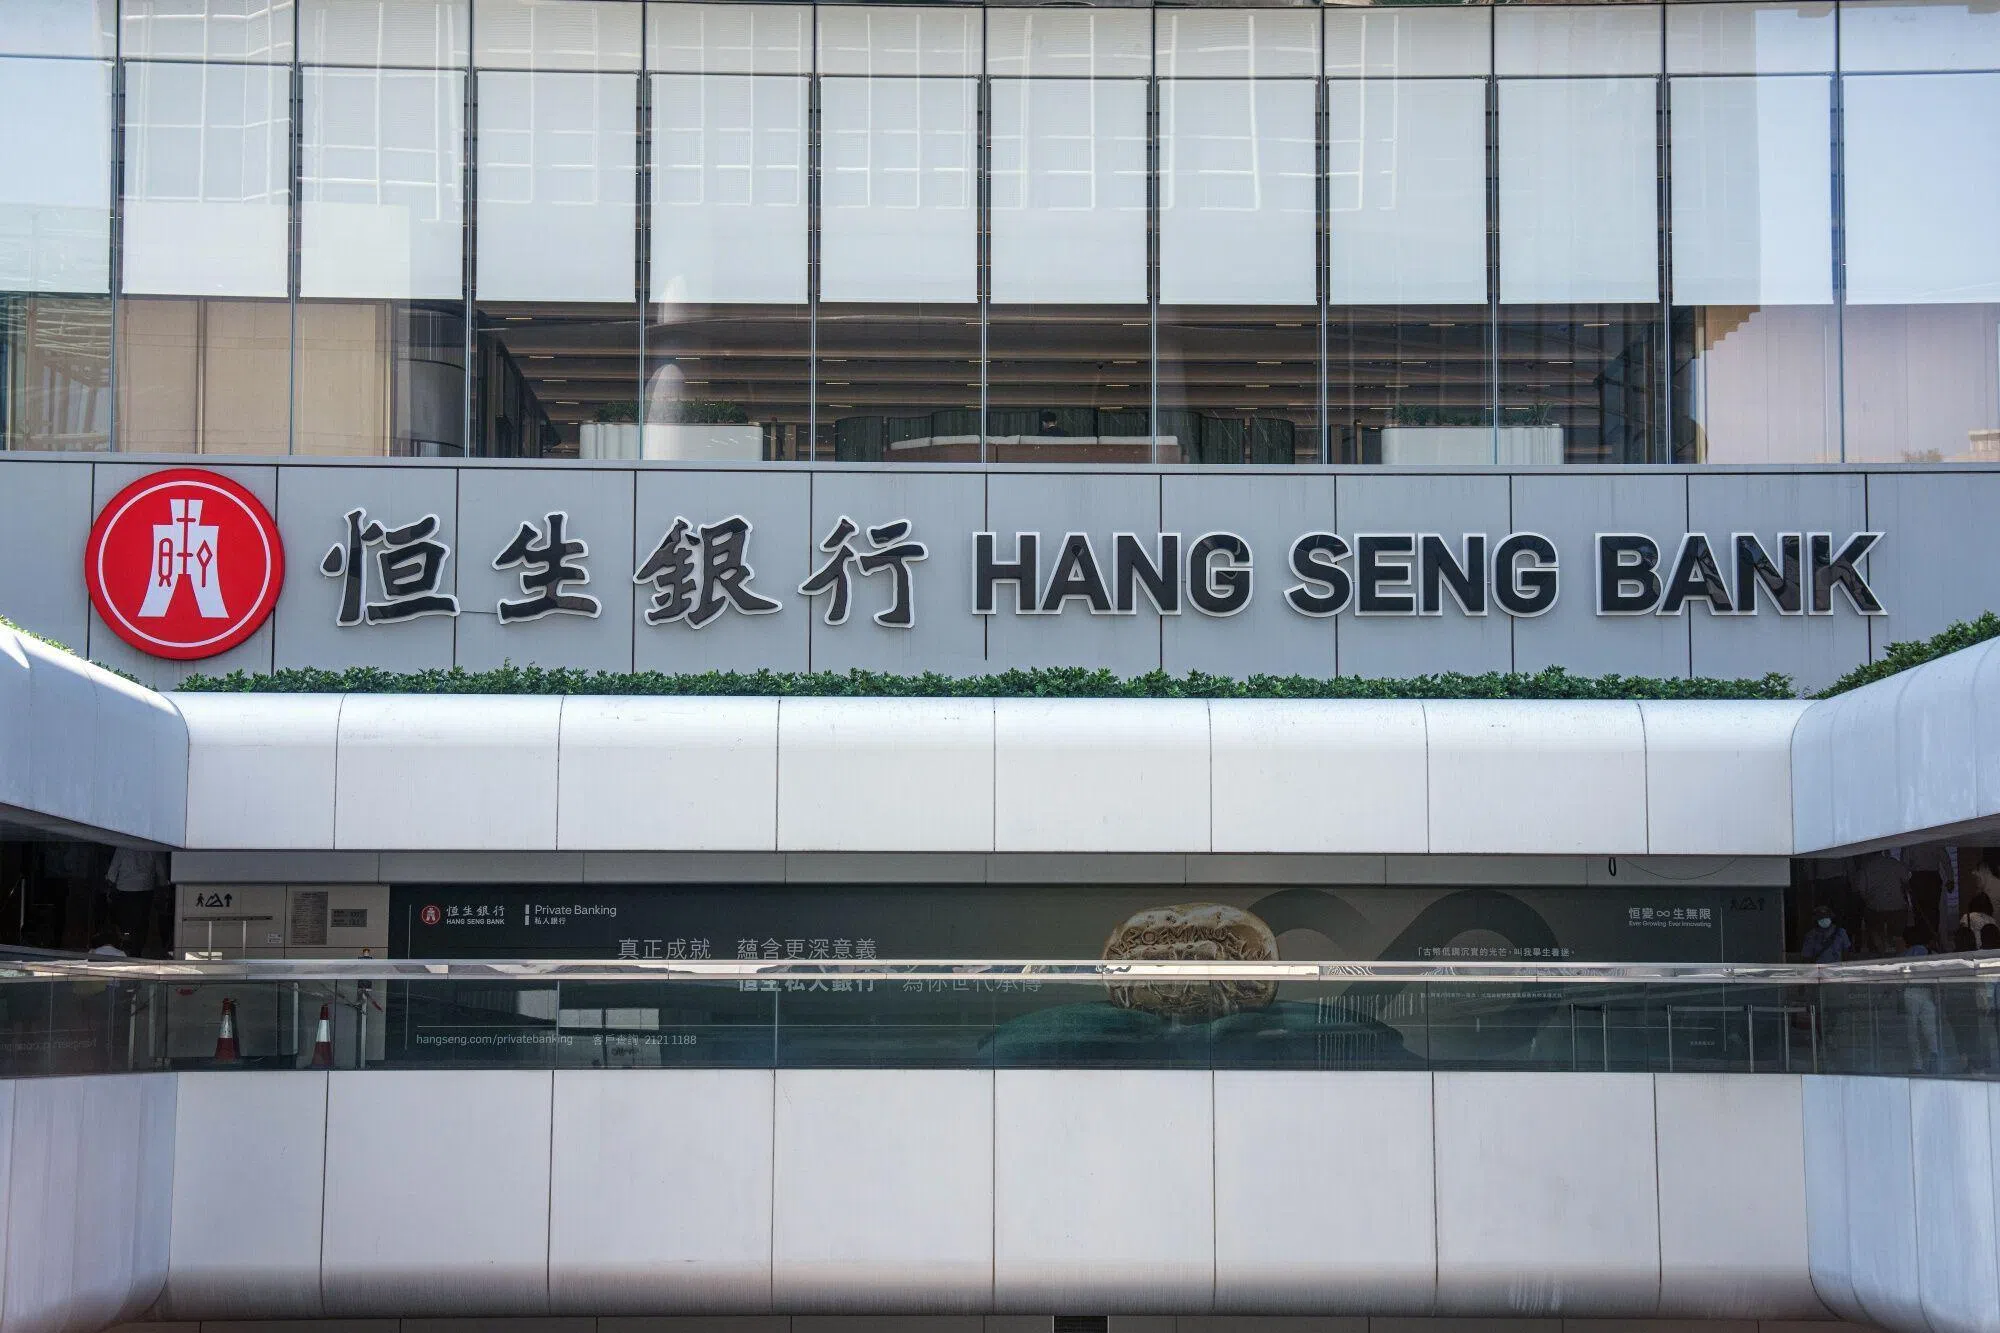 恒生銀行 HANG SENG BANK
恒生銀行
HANG SENG BANK
Private Banking
私人銀行
恒變∞生無限
Ever Growing Ever Innovating
真正成就 蘊含更深意義
恒生私人銀行 為你世代承傳
hangseng.com/privatebanking 客戶查詢 2121 1188